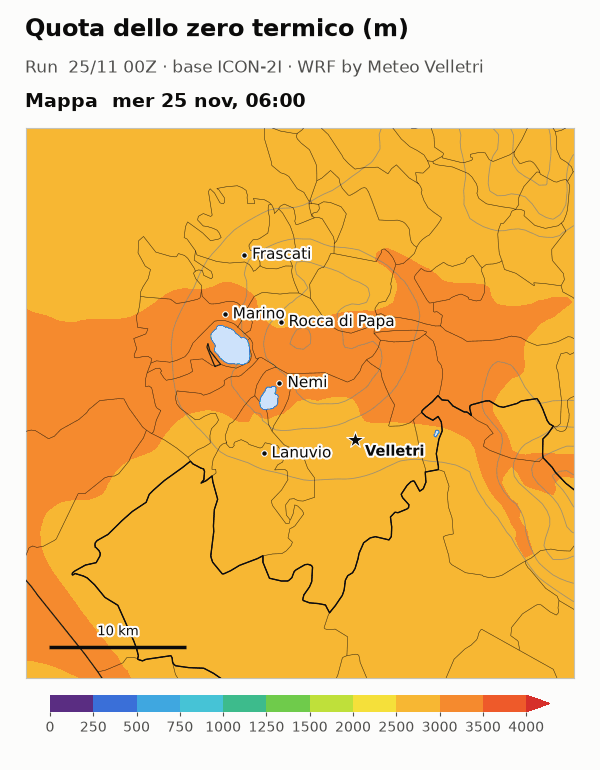 Quota dello zero termico (m)
Run  25/11 00Z · base ICON-2I · WRF by Meteo Velletri
Mappa  mer 25 nov, 06:00
Frascati
Marino
Rocca di Papa
Nemi
Velletri
Lanuvio
10 km
0 250 500 750 1000 1250 1500 2000 2500 3000 3500 4000